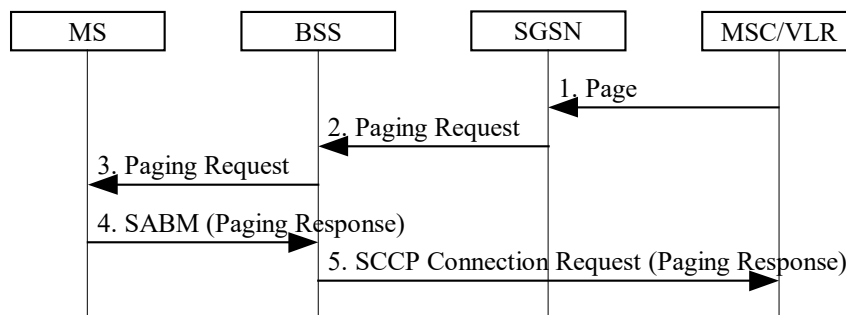 MS
BSS
SGSN
MSC/VLR
1. Page
2. Paging Request
3. Paging Request
4. SABM (Paging Response)
5. SCCP Connection Request (Paging Response)